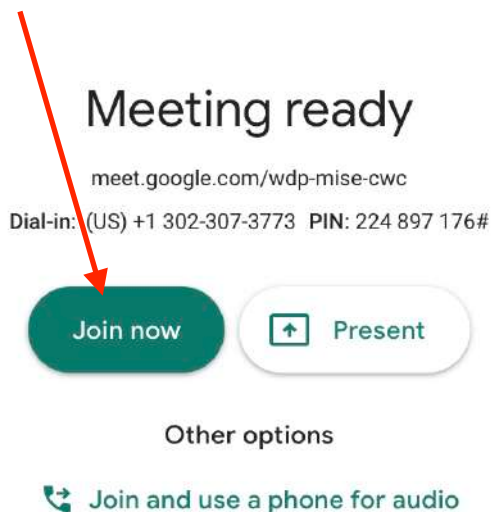 Meeting ready
meet.google.com/wdp-mise-cwc
Dial-in: (US) +1 302-307-3773 PIN: 224 897 176#
Join now
Present
Other options
Join and use a phone for audio